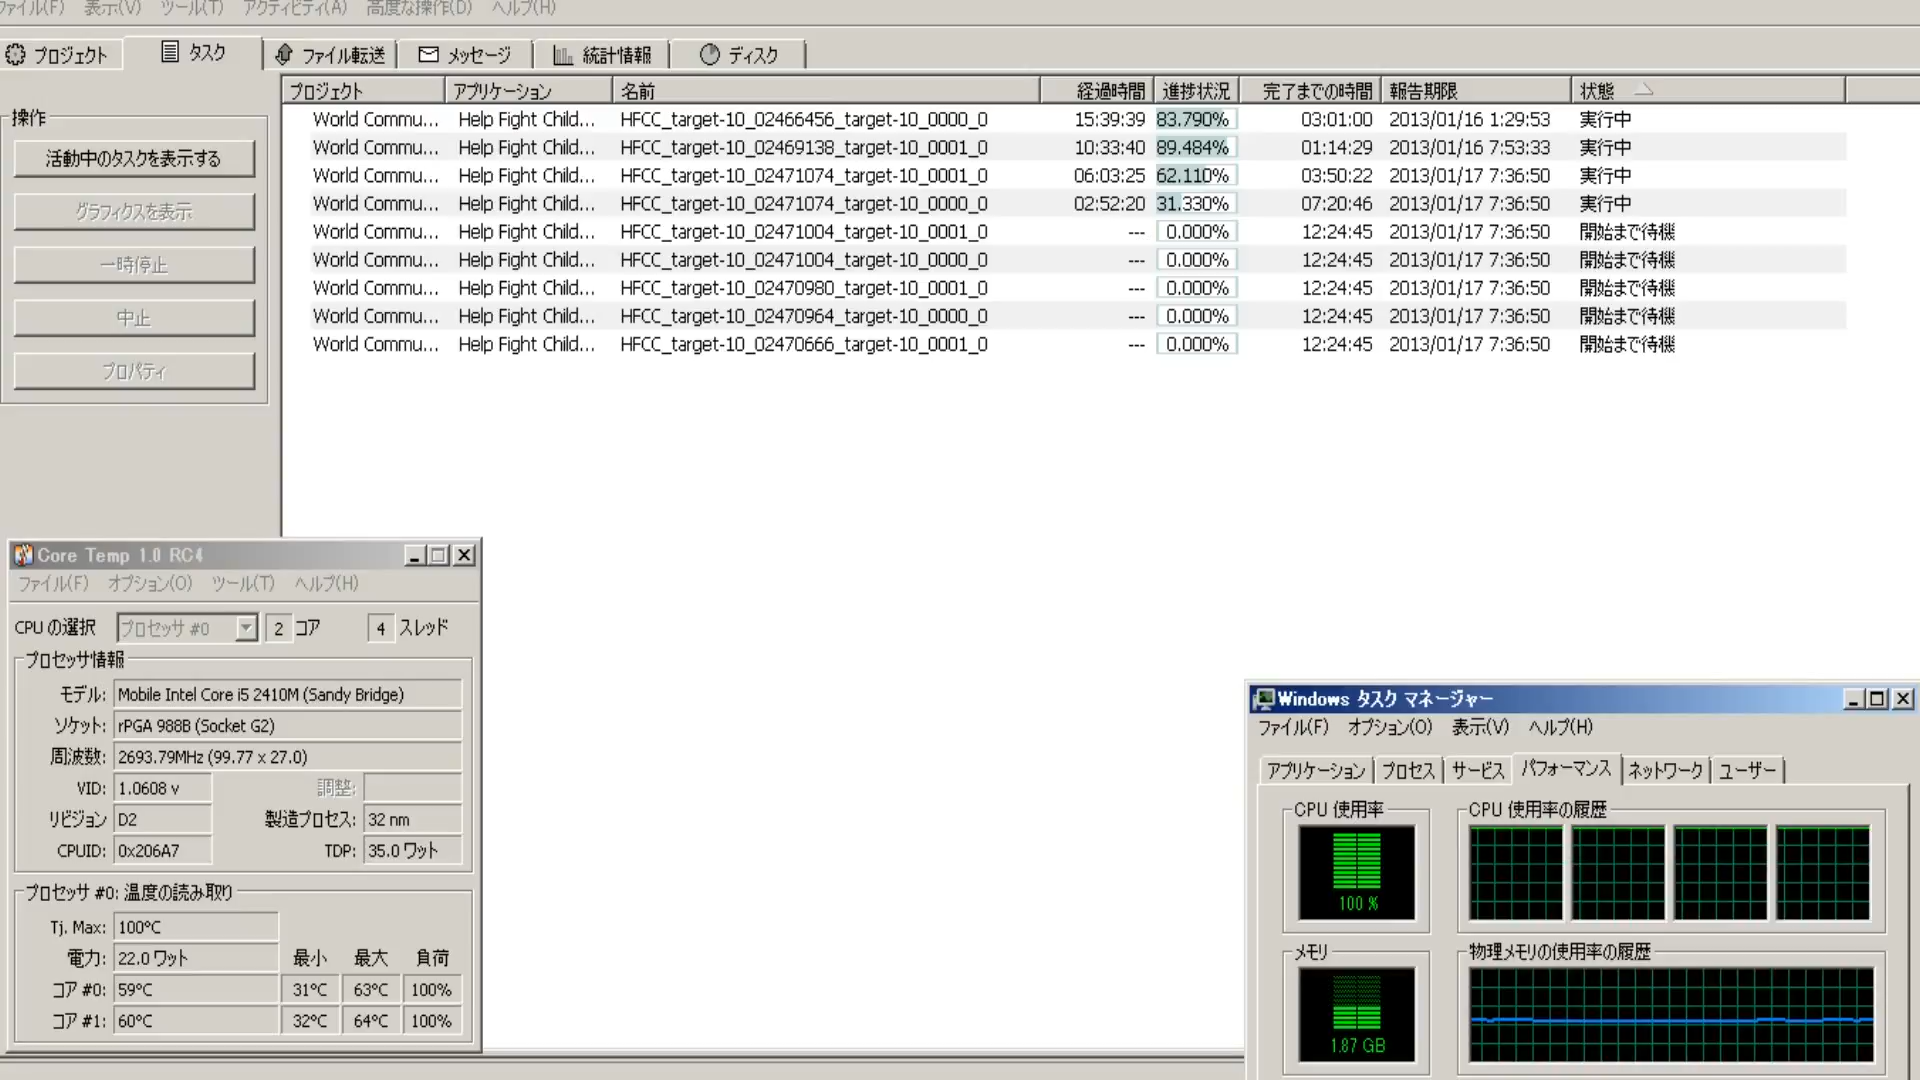 ファイル(F) 表示(V) ツール(T) アクティビティ(A) 高度な操作(D) ヘルプ(H)
プロジェクト タスク ファイル転送 メッセージ 統計情報 ディスク
操作
活動中のタスクを表示する
グラフィクスを表示
一時停止
中止
プロパティ
プロジェクト アプリケーション 名前 経過時間 進捗状況 完了までの時間 報告期限 状態
World Commu... Help Fight Child... HFCC_target-10_02466456_target-10_0000_0 15:39:39 83.790% 03:01:00 2013/01/16 1:29:53 実行中
World Commu... Help Fight Child... HFCC_target-10_02469138_target-10_0001_0 10:33:40 89.484% 01:14:29 2013/01/16 7:53:33 実行中
World Commu... Help Fight Child... HFCC_target-10_02471074_target-10_0001_0 06:03:25 62.110% 03:50:22 2013/01/17 7:36:50 実行中
World Commu... Help Fight Child... HFCC_target-10_02471074_target-10_0000_0 02:52:20 31.330% 07:20:46 2013/01/17 7:36:50 実行中
World Commu... Help Fight Child... HFCC_target-10_02471004_target-10_0001_0 --- 0.000% 12:24:45 2013/01/17 7:36:50 開始まで待機
World Commu... Help Fight Child... HFCC_target-10_02471004_target-10_0000_0 --- 0.000% 12:24:45 2013/01/17 7:36:50 開始まで待機
World Commu... Help Fight Child... HFCC_target-10_02470980_target-10_0001_0 --- 0.000% 12:24:45 2013/01/17 7:36:50 開始まで待機
World Commu... Help Fight Child... HFCC_target-10_02470964_target-10_0000_0 --- 0.000% 12:24:45 2013/01/17 7:36:50 開始まで待機
World Commu... Help Fight Child... HFCC_target-10_02470666_target-10_0001_0 --- 0.000% 12:24:45 2013/01/17 7:36:50 開始まで待機
Core Temp 1.0 RC4
ファイル(F) オプション(O) ツール(T) ヘルプ(H)
CPU の選択 プロセッサ #0 2 コア 4 スレッド
プロセッサ情報
モデル: Mobile Intel Core i5 2410M (Sandy Bridge)
ソケット: rPGA 988B (Socket G2)
周波数: 2693.79MHz (99.77 x 27.0)
VID: 1.0608 v 調整:
リビジョン D2 製造プロセス: 32 nm
CPUID: 0x206A7 TDP: 35.0 ワット
プロセッサ #0: 温度の読み取り
Tj. Max: 100°C
電力: 22.0 ワット 最小 最大 負荷
コア #0: 59°C 31°C 63°C 100%
コア #1: 60°C 32°C 64°C 100%
Windows タスク マネージャー
ファイル(F) オプション(O) 表示(V) ヘルプ(H)
アプリケーション プロセス サービス パフォーマンス ネットワーク ユーザー
CPU 使用率 CPU 使用率の履歴
100 %
メモリ 物理メモリの使用率の履歴
1.87 GB